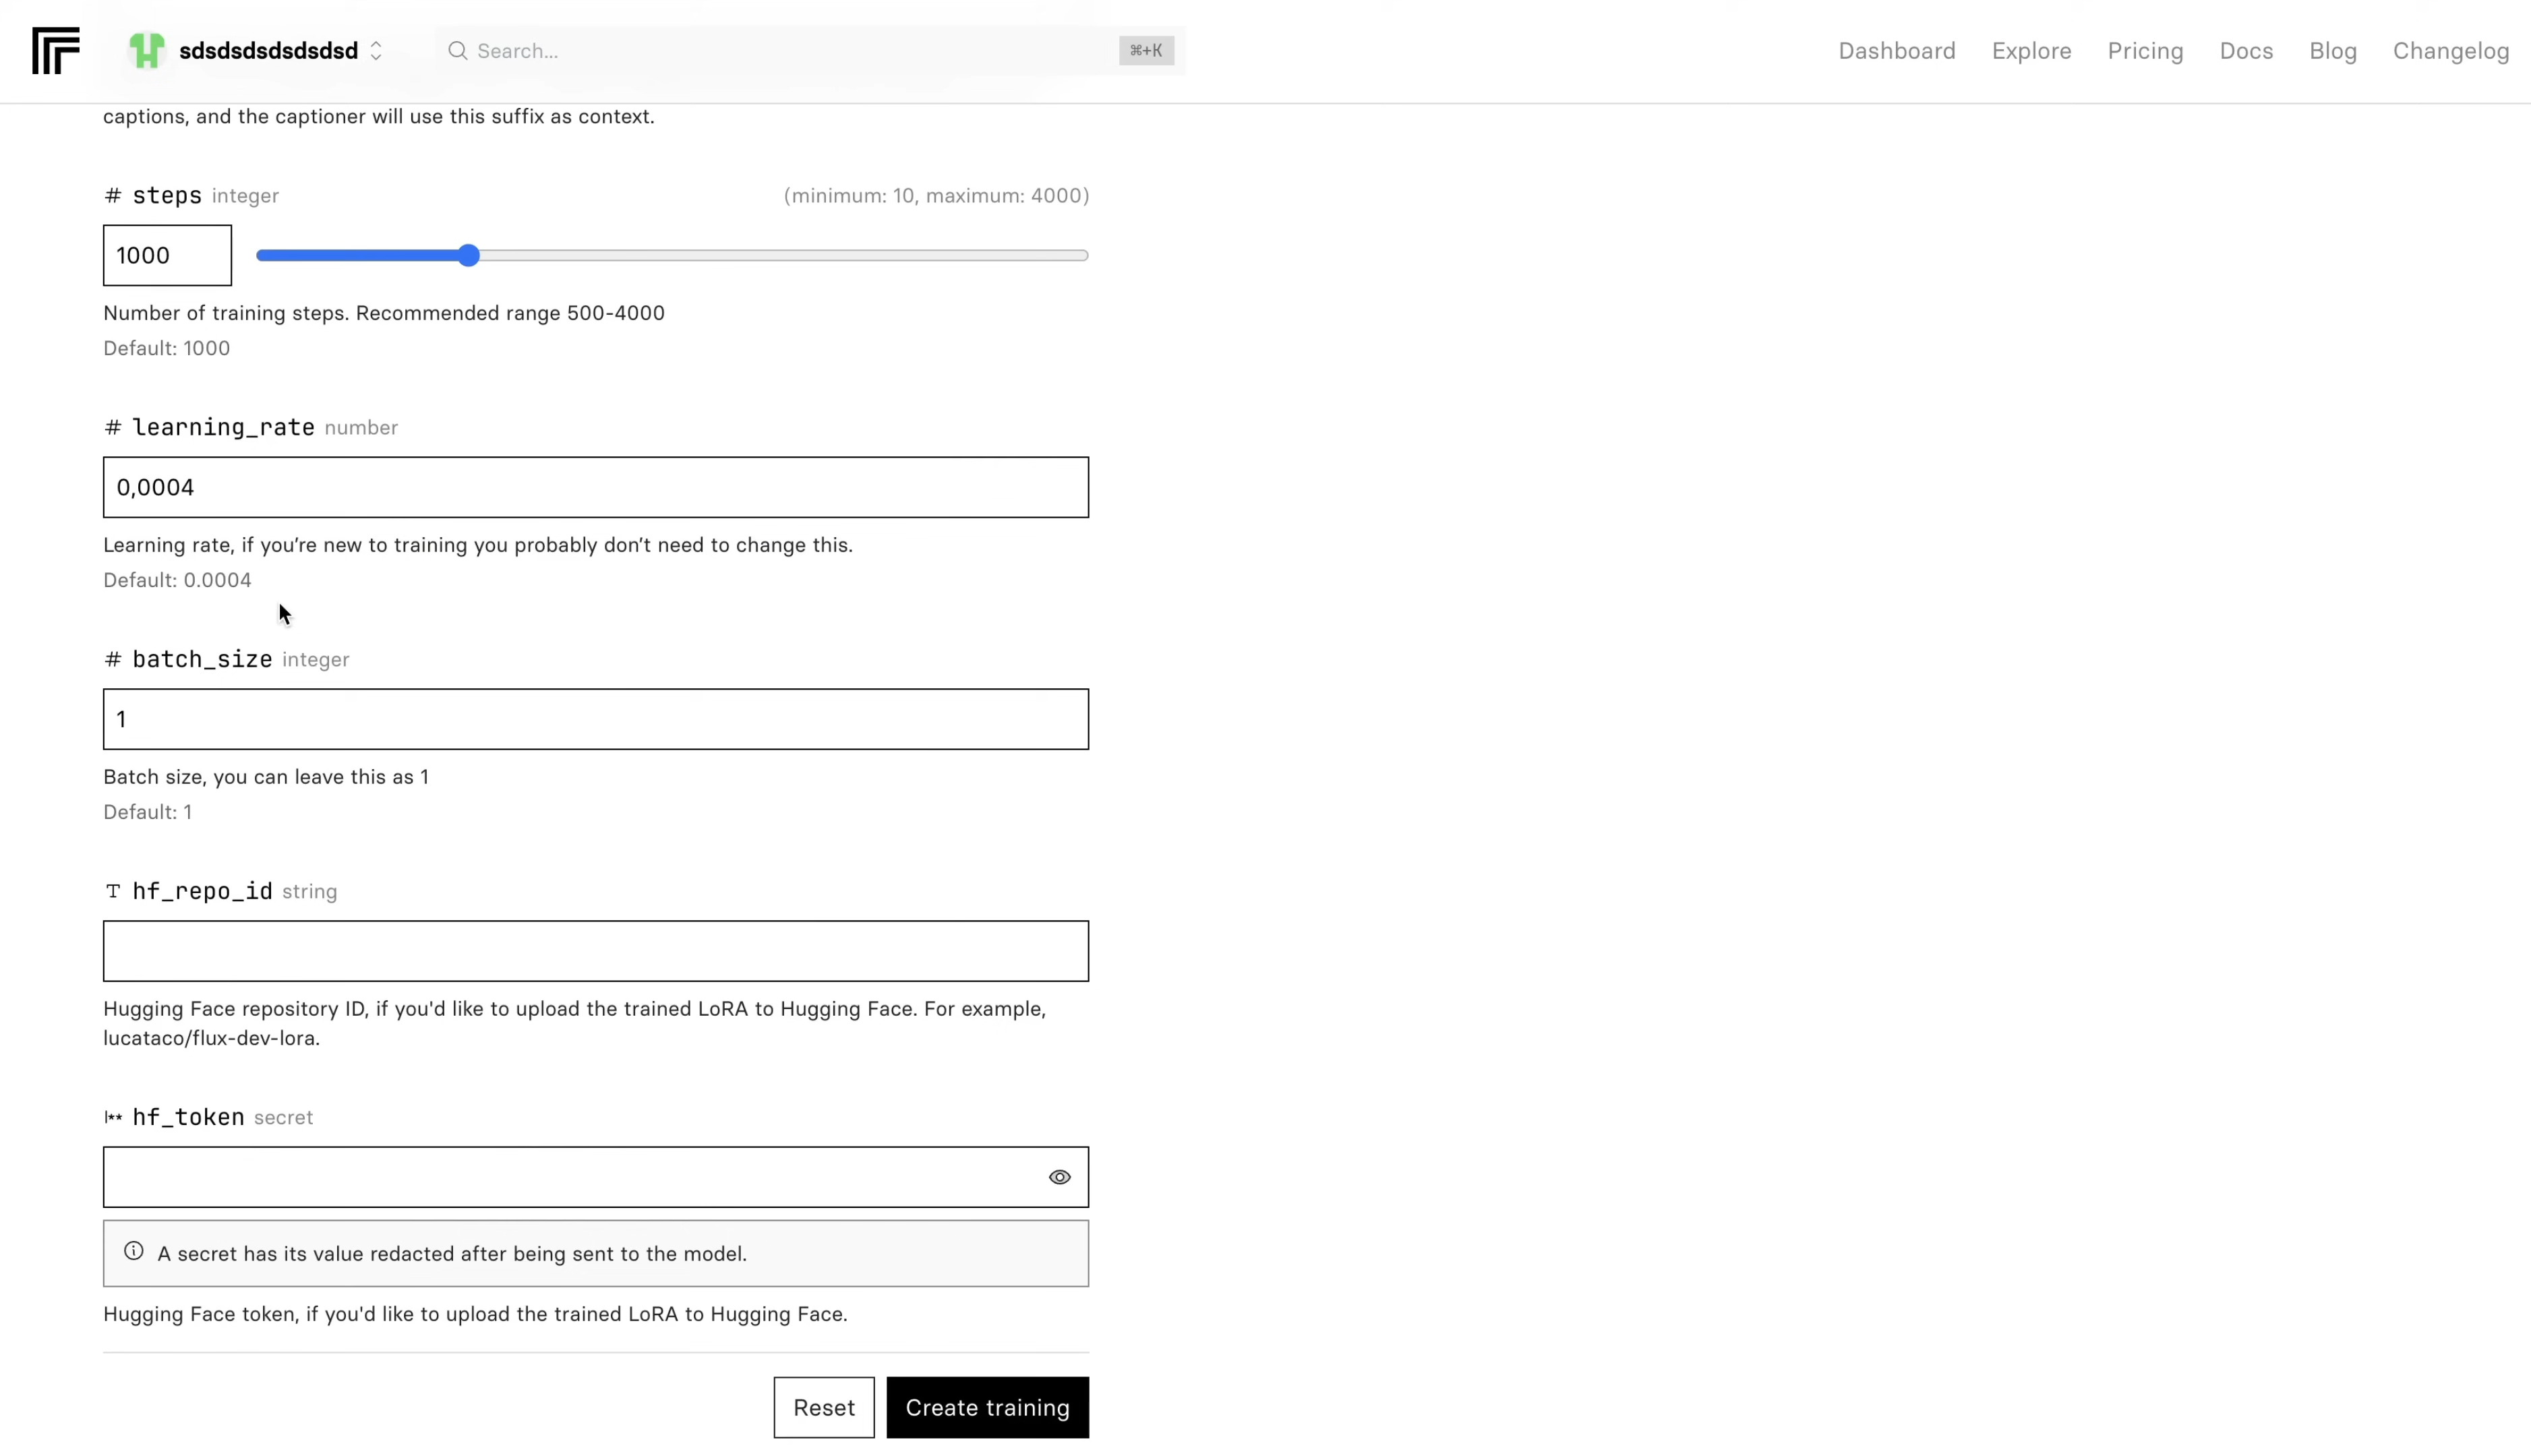 sdsdsdsdsdsdsd
Search...
⌘+K
Dashboard
Explore
Pricing
Docs
Blog
Changelog
captions, and the captioner will use this suffix as context.
# steps integer
(minimum: 10, maximum: 4000)
1000
Number of training steps. Recommended range 500-4000
Default: 1000
# learning_rate number
0,0004
Learning rate, if you’re new to training you probably don’t need to change this.
Default: 0.0004
# batch_size integer
1
Batch size, you can leave this as 1
Default: 1
T hf_repo_id string
Hugging Face repository ID, if you'd like to upload the trained LoRA to Hugging Face. For example,
lucataco/flux-dev-lora.
hf_token secret
A secret has its value redacted after being sent to the model.
Hugging Face token, if you'd like to upload the trained LoRA to Hugging Face.
Reset
Create training